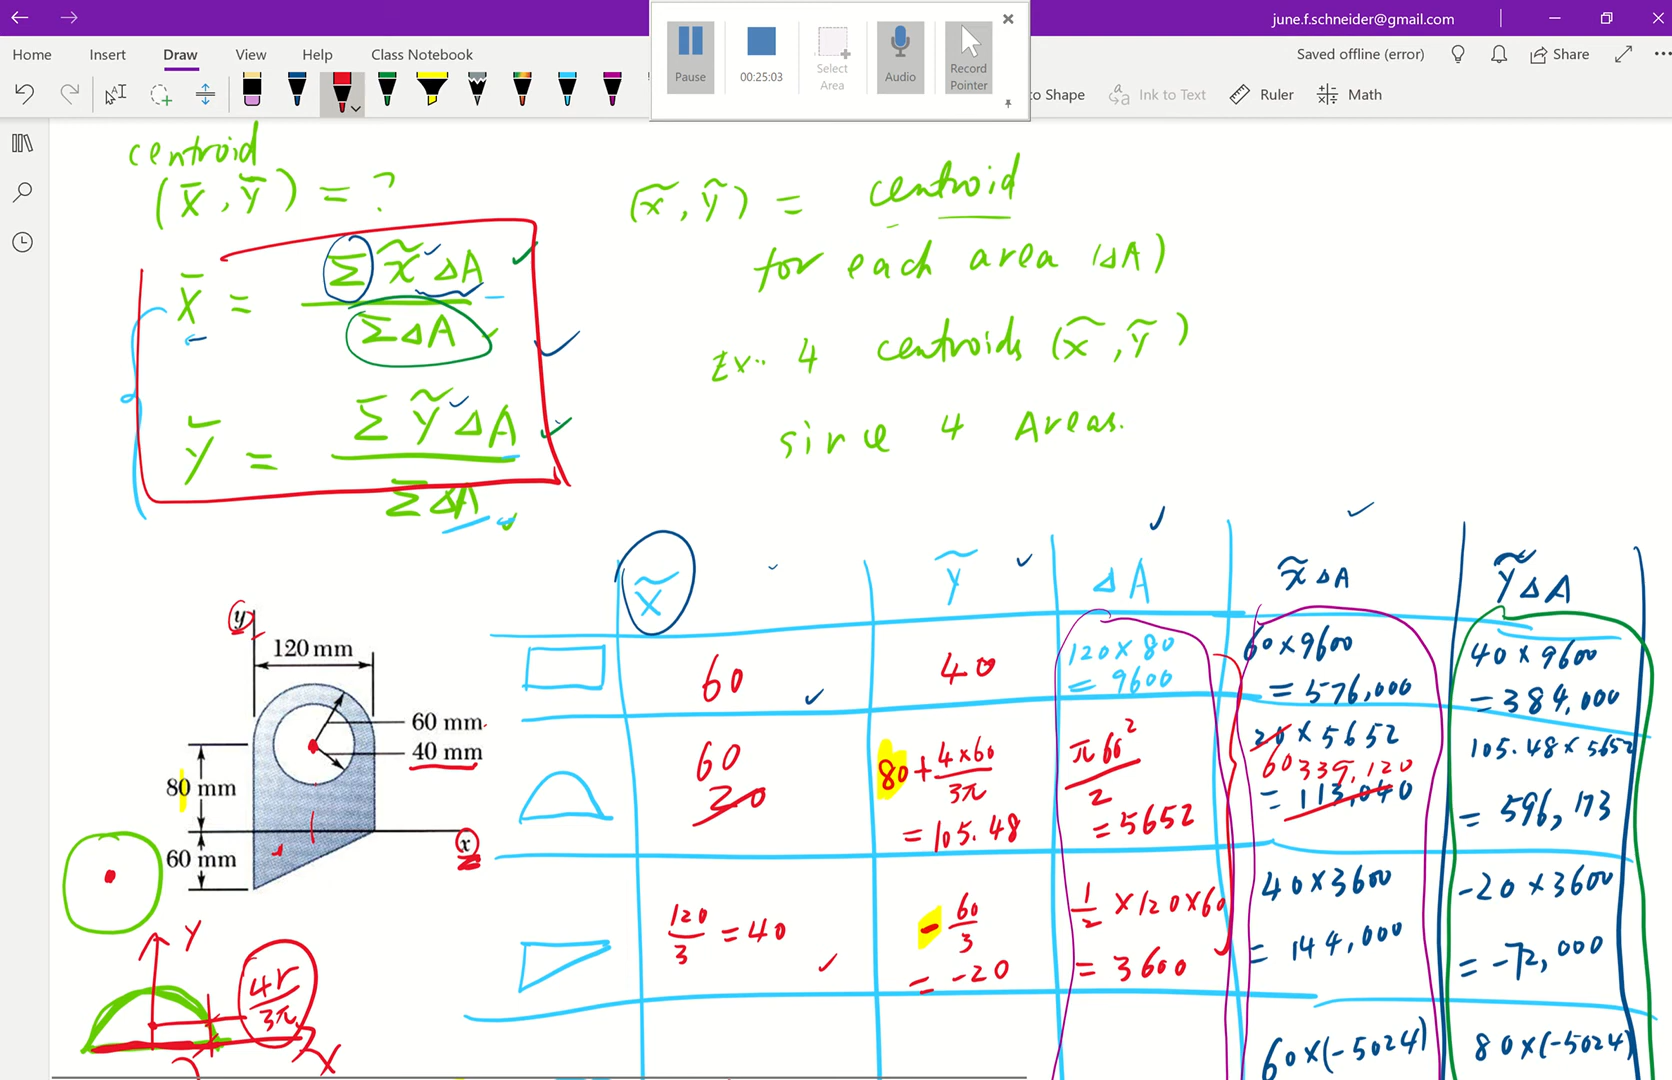 june.f.schneider@gmail.com
Home Insert Draw View Help Class Notebook
Pause 00:25:03 Select Area Audio Record Pointer
Saved offline (error) Share
o Shape Ink to Text Ruler Math
centroid
(X̄, Ȳ) = ?
(x̃, ỹ) = centroid
for each area (ΔA)
X̄ = Σ x̃ ΔA / ΣΔA
Ex.. 4 centroids (x̃, ỹ)
Ȳ = Σ ỹ ΔA / Σ ΔA
since 4 Areas.
x̃ ỹ ΔA x̃ ΔA ỹ ΔA
60 40 120×80 = 9600 60×9600 = 576,000 40×9600 = 384,000
60 20 80 + 4×60/3π = 105.48 π60²/2 = 5652 20×5652 60 339,120 = 113,040 105.48×5652 = 596,173
120/3 = 40 - 60/3 = -20 1/2 ×120×60 = 3600 40×3600 = 144,000 -20×3600 = -72,000
60×(-5024) 80×(-5024)
y
120 mm
60 mm
40 mm
80 mm
x
60 mm
Y
4r/3π
X